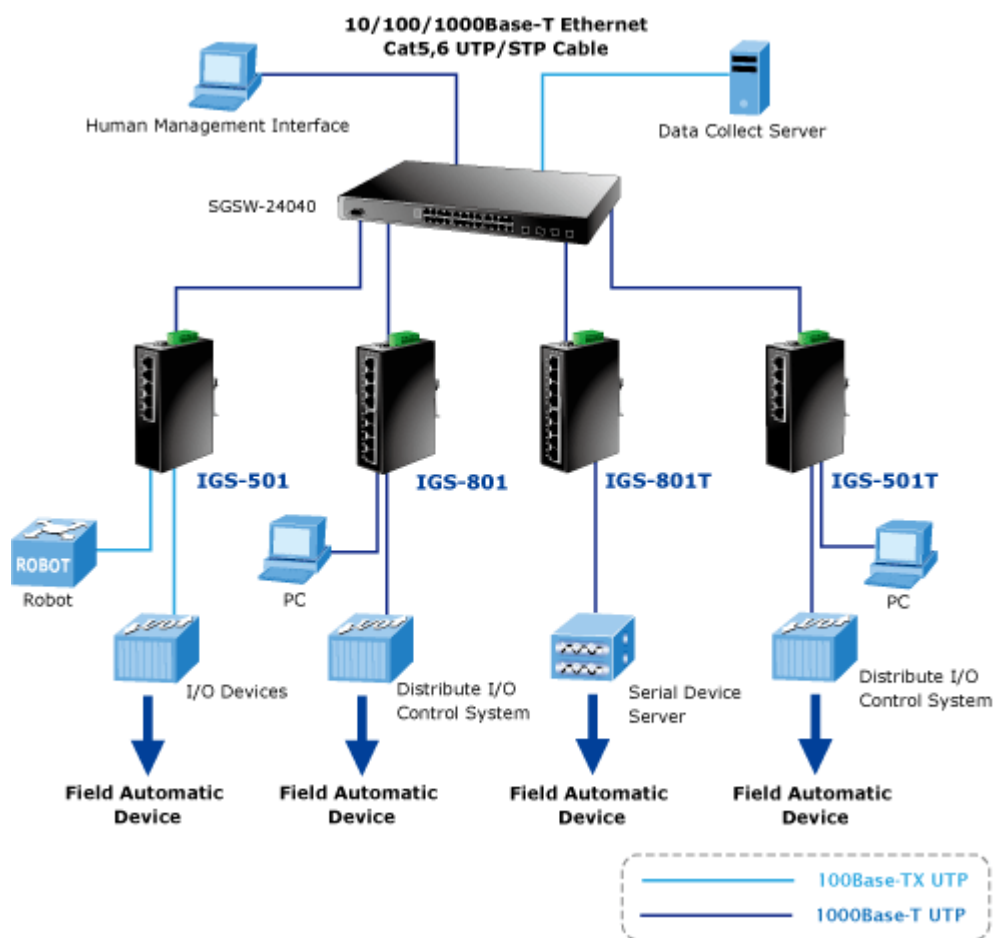 10/100/1000Base-T Ethernet
Cat5,6 UTP/STP Cable
Human Management Interface
Data Collect Server
SGSW-24040
IGS-501
IGS-801
IGS-801T
IGS-501T
ROBOT
Robot
PC
PC
I/O Devices
Distribute I/O
Control System
Serial Device
Server
Distribute I/O
Control System
Field Automatic
Device
Field Automatic
Device
Field Automatic
Device
Field Automatic
Device
100Base-TX UTP
1000Base-T UTP